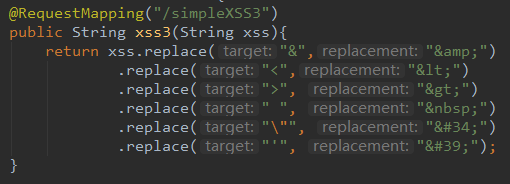 @RequestMapping("/simpleXSS3")
public String xss3(String xss){
return xss.replace( target: "&", replacement: "&amp;")
.replace( target: "<", replacement: "&lt;")
.replace( target: ">", replacement: "&gt;")
.replace( target: " ", replacement: "&nbsp;")
.replace( target: "\"", replacement: "&#34;")
.replace( target: "'", replacement: "&#39;");
}